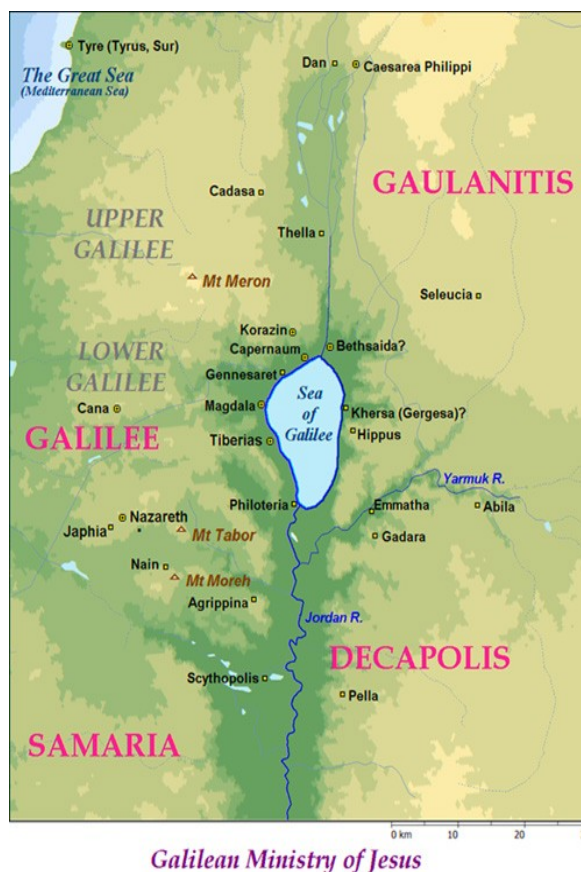 Tyre (Tyrus, Sur)
The Great Sea
(Mediterranean Sea)
Dan
Caesarea Philippi
GAULANITIS
Cadasa
UPPER
GALILEE
Thella
Mt Meron
Seleucia
Korazin
Bethsaida?
Capernaum
LOWER
GALILEE
Gennesaret
Cana
Magdala
Sea
of
Galilee
Khersa (Gergesa)?
GALILEE
Tiberias
Hippus
Yarmuk R.
Philoteria
Emmatha
Abila
Nazareth
Japhia
Mt Tabor
Gadara
Nain
Mt Moreh
Agrippina
Jordan R.
DECAPOLIS
Scythopolis
Pella
SAMARIA
0 km
10
20
Galilean Ministry of Jesus